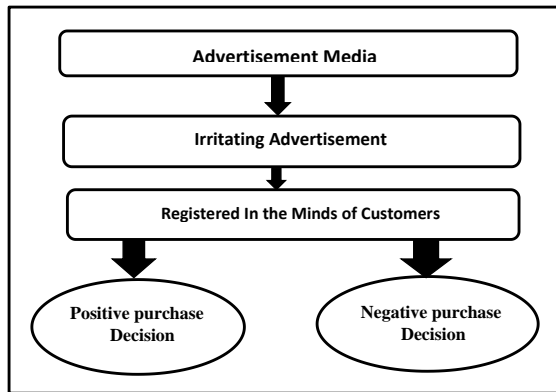 Advertisement Media
Irritating Advertisement
Registered In the Minds of Customers
Positive purchase
Decision
Negative purchase
Decision